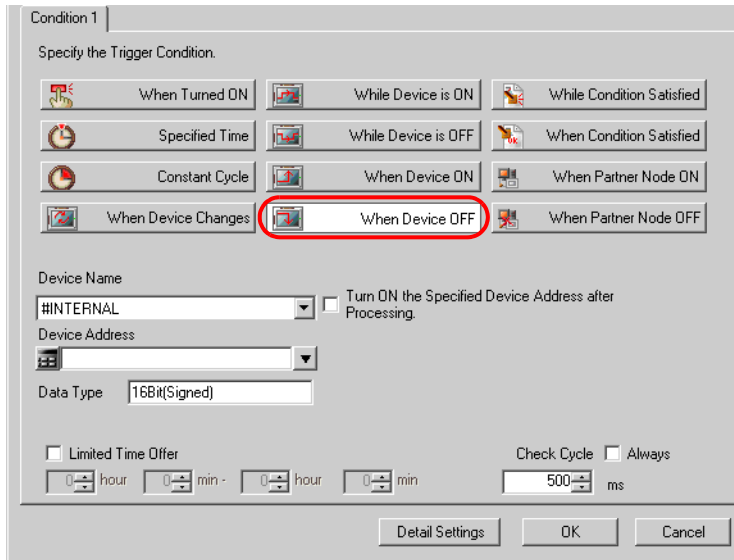 Condition 1
Specify the Trigger Condition.
When Turned ON
While Device is ON
While Condition Satisfied
Specified Time
While Device is OFF
When Condition Satisfied
Constant Cycle
When Device ON
When Partner Node ON
When Device Changes
When Device OFF
When Partner Node OFF
Device Name
#INTERNAL
Turn ON the Specified Device Address after
Processing.
Device Address
Data Type 16Bit(Signed)
Limited Time Offer
Check Cycle Always
0 hour 0 min - 0 hour 0 min
500 ms
Detail Settings OK Cancel